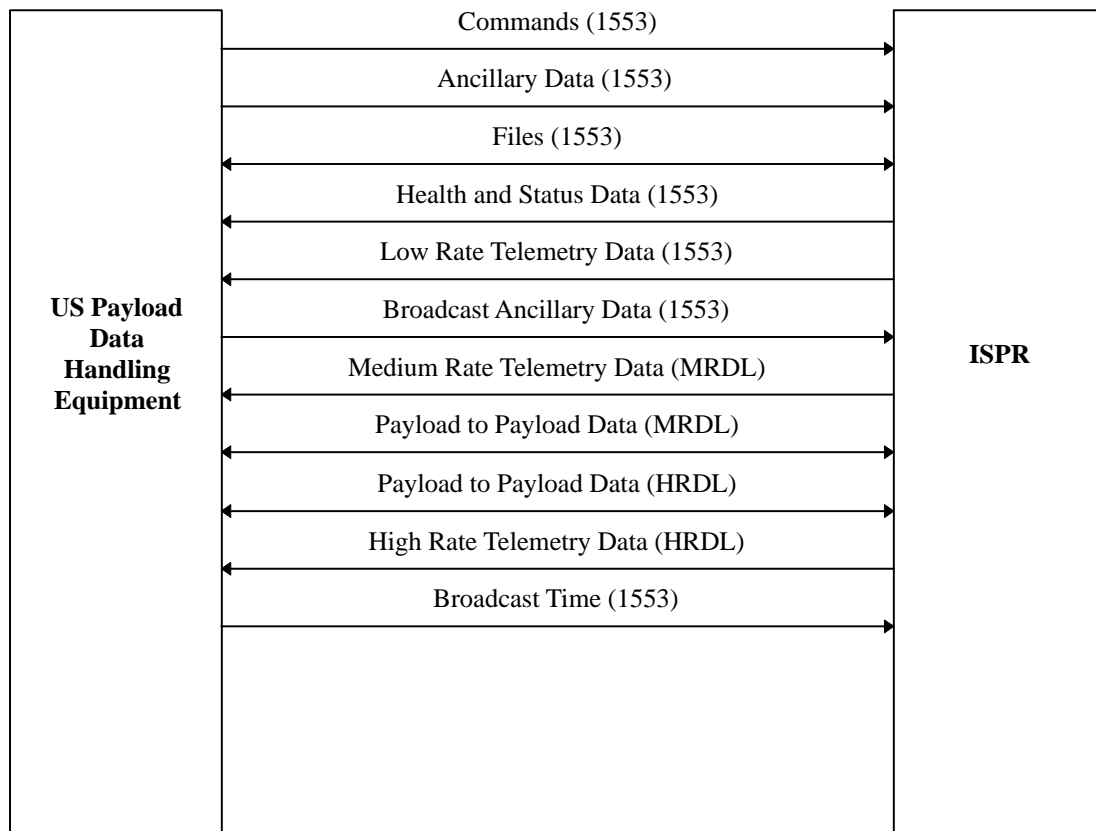 Commands (1553)
Ancillary Data (1553)
Files (1553)
Health and Status Data (1553)
Low Rate Telemetry Data (1553)
US Payload
Data
Handling
Equipment
Broadcast Ancillary Data (1553)
ISPR
Medium Rate Telemetry Data (MRDL)
Payload to Payload Data (MRDL)
Payload to Payload Data (HRDL)
High Rate Telemetry Data (HRDL)
Broadcast Time (1553)